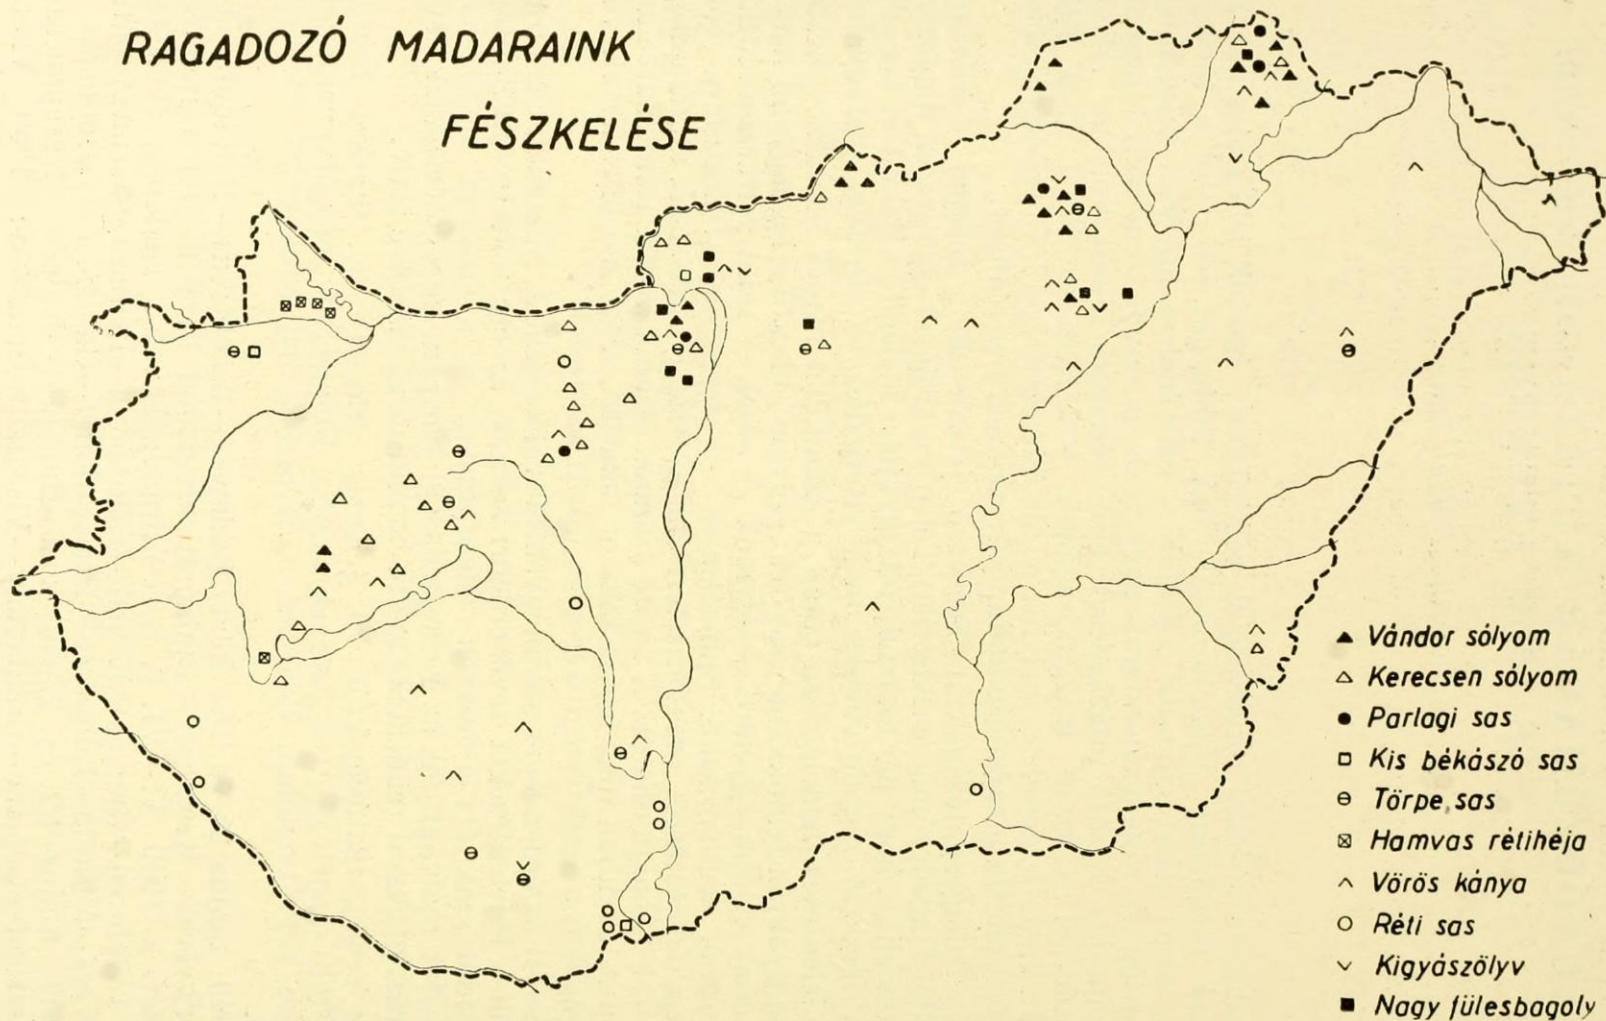 RAGADOZÓ MADARAINK
FÉSZKELÉSE
Vándor sólyom
Kerecsen sólyom
Parlagi sas
Kis békászó sas
Törpe sas
Hamvas rétihéja
Vörös kánya
Réti sas
Kigyászölyv
Nagy fülesbagoly